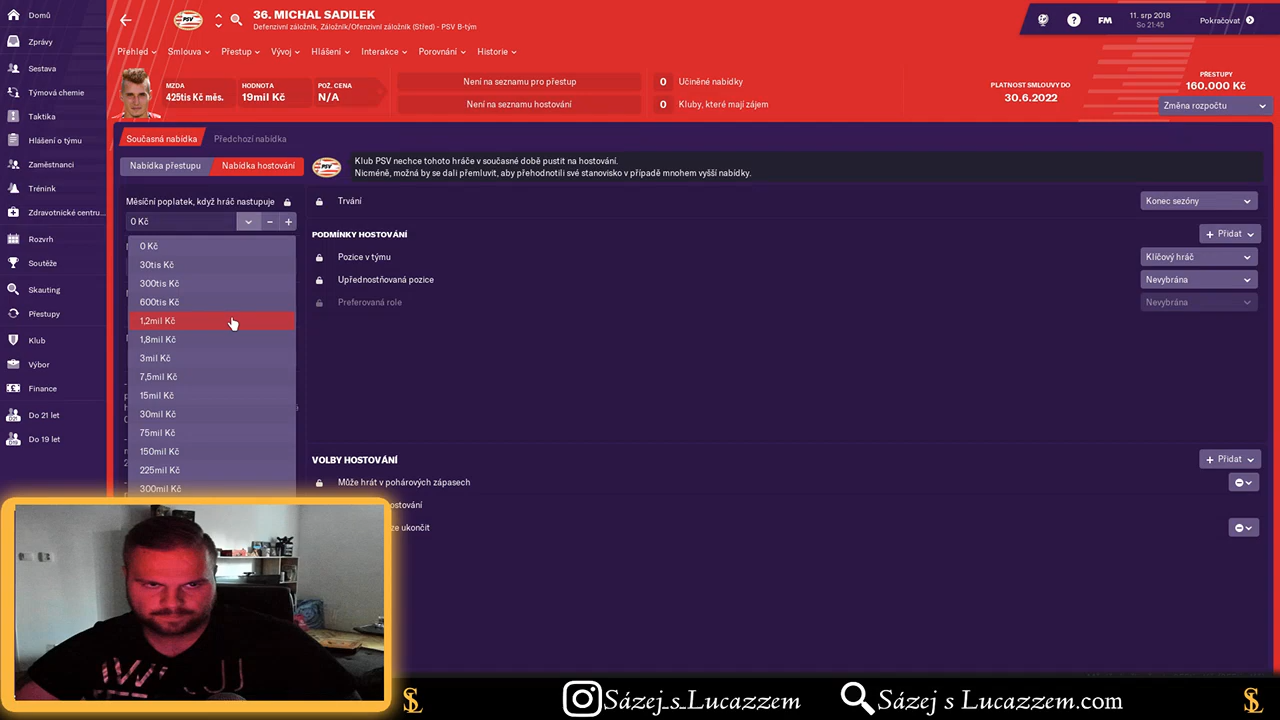 Domů
Zprávy
Sestava
Týmová chemie
Taktika
Hlášení o týmu
Zaměstnanci
Trénink
Zdravotnické centru...
Rozvrh
Soutěže
Skauting
Přestupy
Klub
Výbor
Finance
Do 21 let
Do 19 let
PSV
36. MICHAL SADILEK
Defenzivní záložník, Záložník/Ofenzivní záložník (Střed) - PSV B-tým
FM
11. srp 2018
So 21:45
Pokračovat
Přehled
Smlouva
Přestup
Vývoj
Hlášení
Interakce
Porovnání
Historie
MZDA
425tis Kč měs.
HODNOTA
19mil Kč
POŽ. CENA
N/A
Není na seznamu pro přestup
Není na seznamu hostování
0 Učiněné nabídky
0 Kluby, které mají zájem
PLATNOST SMLOUVY DO
30.6.2022
PŘESTUPY
160.000 Kč
Změna rozpočtu
Současná nabídka
Předchozí nabídka
Nabídka přestupu
Nabídka hostování
Klub PSV nechce tohoto hráče v současné době pustit na hostování.
Nicméně, možná by se dali přemluvit, aby přehodnotili své stanovisko v případě mnohem vyšší nabídky.
Měsíční poplatek, když hráč nastupuje
0 Kč
0 Kč
30tis Kč
300tis Kč
600tis Kč
1,2mil Kč
1,8mil Kč
3mil Kč
7,5mil Kč
15mil Kč
30mil Kč
75mil Kč
150mil Kč
225mil Kč
300mil Kč
Trvání
Konec sezóny
PODMÍNKY HOSTOVÁNÍ
+ Přidat
Pozice v týmu
Klíčový hráč
Upřednostňovaná pozice
Nevybrána
Preferovaná role
Nevybrána
VOLBY HOSTOVÁNÍ
+ Přidat
Může hrát v pohárových zápasech
ukončit
Sázej_s_Lucazzem
Sázej s Lucazzem.com